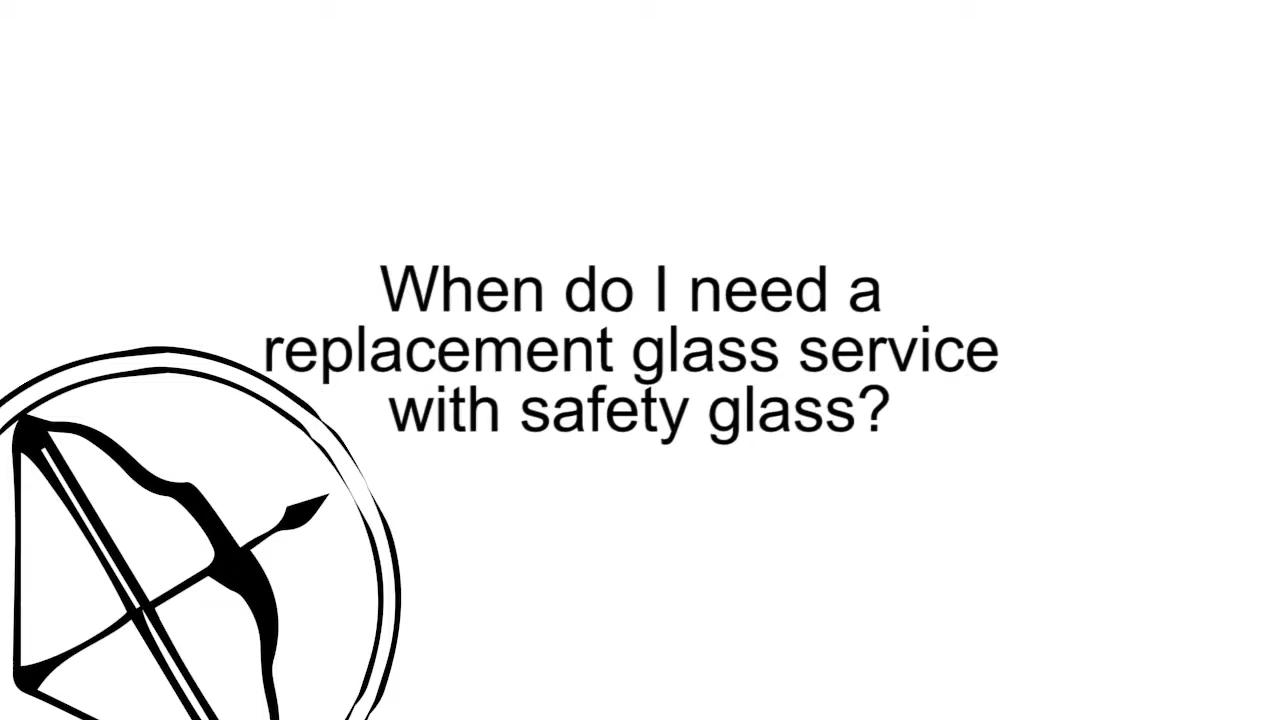 When do I need a
replacement glass service
with safety glass?